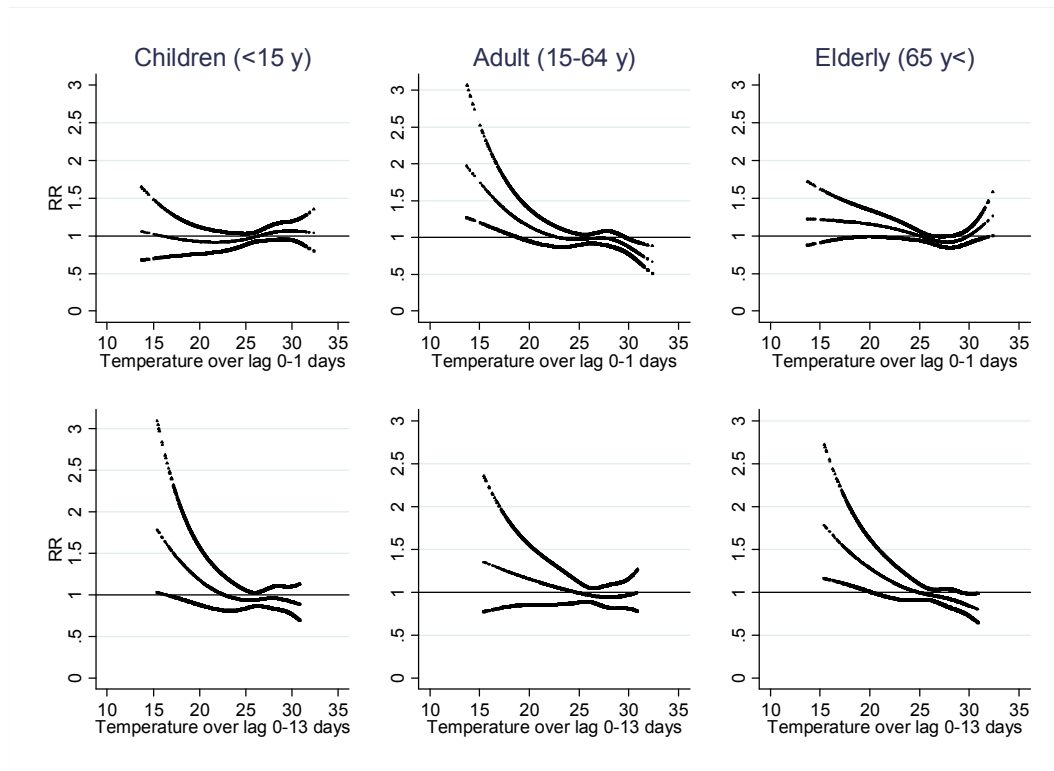 Children (<15 y) Adult (15-64 y) Elderly (65 y<)
RR
0 .5 1 1.5 2 2.5 3
10 15 20 25 30 35
Temperature over lag 0-1 days
0 .5 1 1.5 2 2.5 3
10 15 20 25 30 35
Temperature over lag 0-1 days
0 .5 1 1.5 2 2.5 3
10 15 20 25 30 35
Temperature over lag 0-1 days
RR
0 .5 1 1.5 2 2.5 3
10 15 20 25 30 35
Temperature over lag 0-13 days
0 .5 1 1.5 2 2.5 3
10 15 20 25 30 35
Temperature over lag 0-13 days
0 .5 1 1.5 2 2.5 3
10 15 20 25 30 35
Temperature over lag 0-13 days